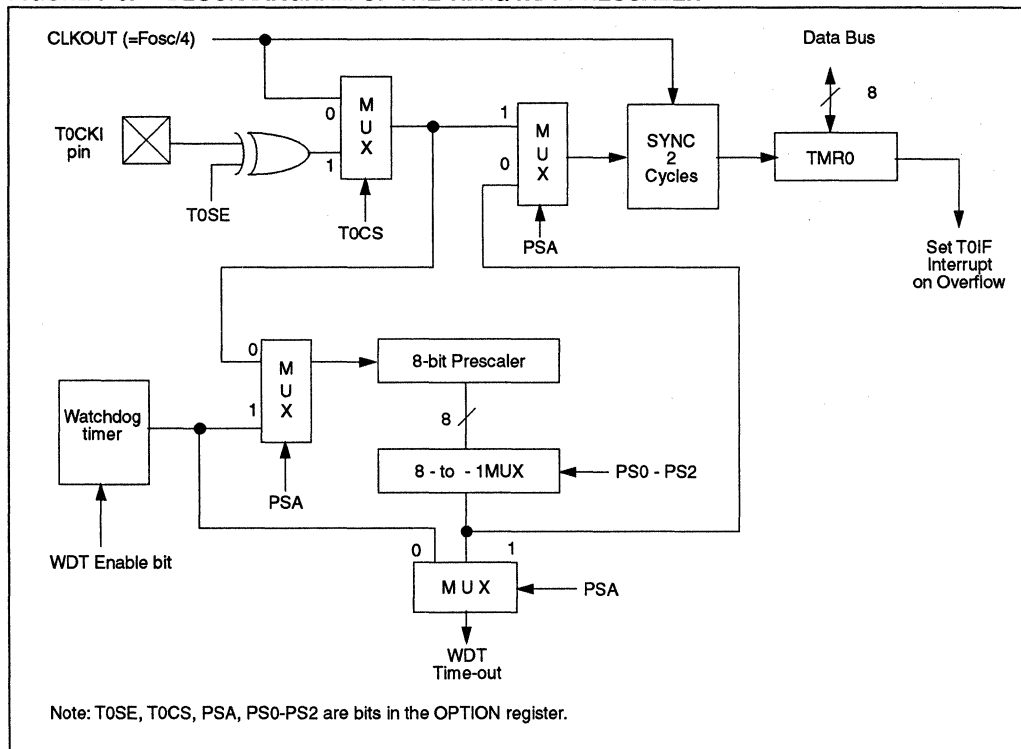 CLKOUT (=Fosc/4)
Data Bus
8
T0CKI
pin
0
M
U
X
1
T0SE
T0CS
1
0
M
U
X
PSA
SYNC
2
Cycles
TMR0
Set T0IF
Interrupt
on Overflow
0
M
U
X
1
8-bit Prescaler
Watchdog
timer
8
PSA
8 - to - 1MUX
PS0 - PS2
WDT Enable bit
0
1
M U X
PSA
WDT
Time-out
Note: T0SE, T0CS, PSA, PS0-PS2 are bits in the OPTION register.